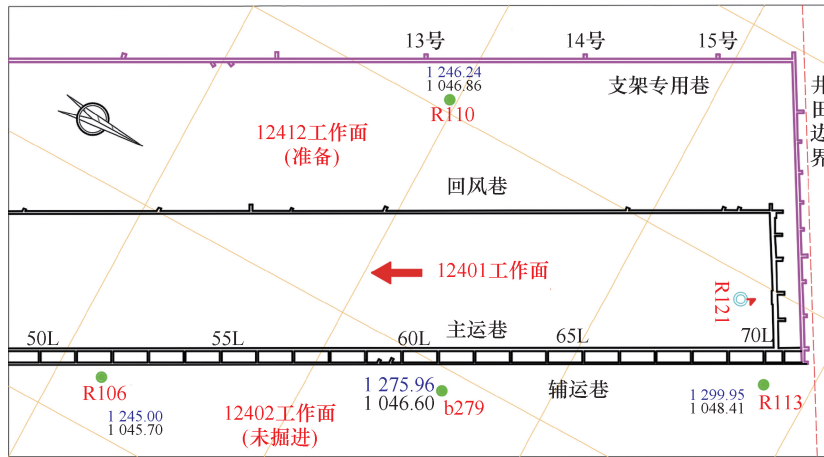 13号
14号
15号
1 246.24
1 046.86
R110
支架专用巷
井田边界
12412工作面
(准备)
回风巷
12401工作面
R121
主运巷
50L
55L
60L
65L
70L
R106
1 245.00
1 045.70
12402工作面
(未掘进)
1 275.96
1 046.60
b279
辅运巷
1 299.95
1 048.41
R113